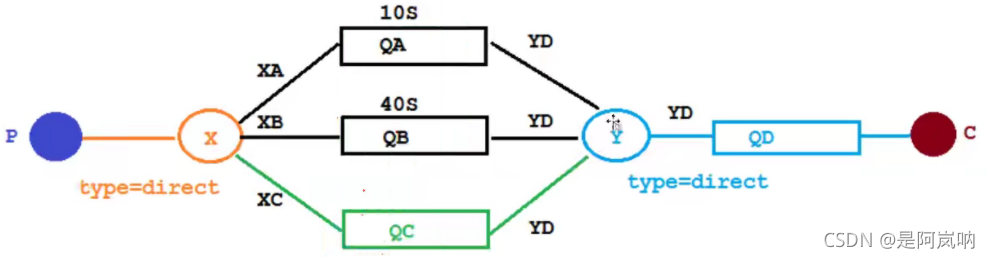 10S
QA
YD
XA
40S
P
X
XB
QB
YD
Y
YD
QD
C
type=direct
type=direct
XC
QC
YD
CSDN @是阿岚呐